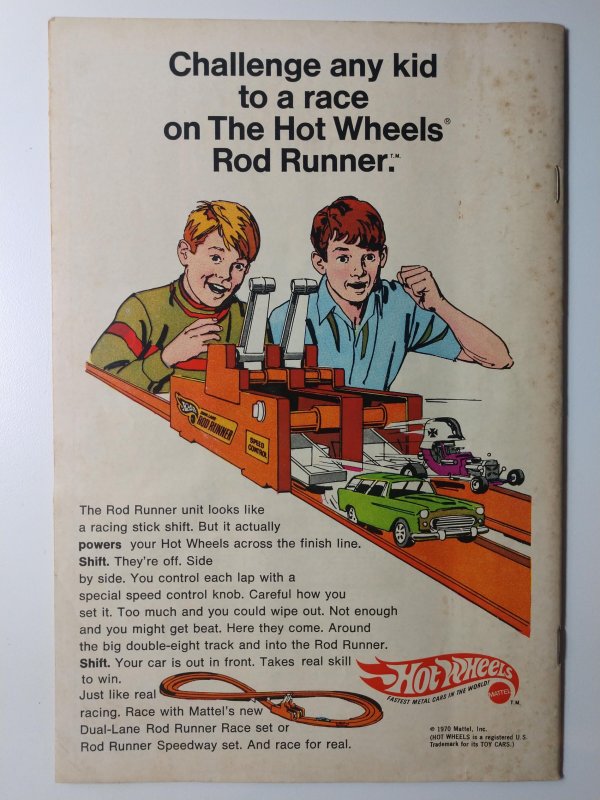 Challenge any kid
to a race
on The Hot Wheels®
Rod Runner.™
ROD RUNNER
SPEED
CONTROL
The Rod Runner unit looks like
a racing stick shift. But it actually
powers your Hot Wheels across the finish line.
Shift. They're off. Side
by side. You control each lap with a
special speed control knob. Careful how you
set it. Too much and you could wipe out. Not enough
and you might get beat. Here they come. Around
the big double-eight track and into the Rod Runner.
Shift. Your car is out in front. Takes real skill
to win.
Just like real
racing. Race with Mattel's new
Dual-Lane Rod Runner Race set or
Rod Runner Speedway set. And race for real.
HOT WHEELS
FASTEST METAL CARS IN THE WORLD!
MATTEL
T.M.
© 1970 Mattel, Inc.
(HOT WHEELS is a registered U.S.
Trademark for its TOY CARS.)